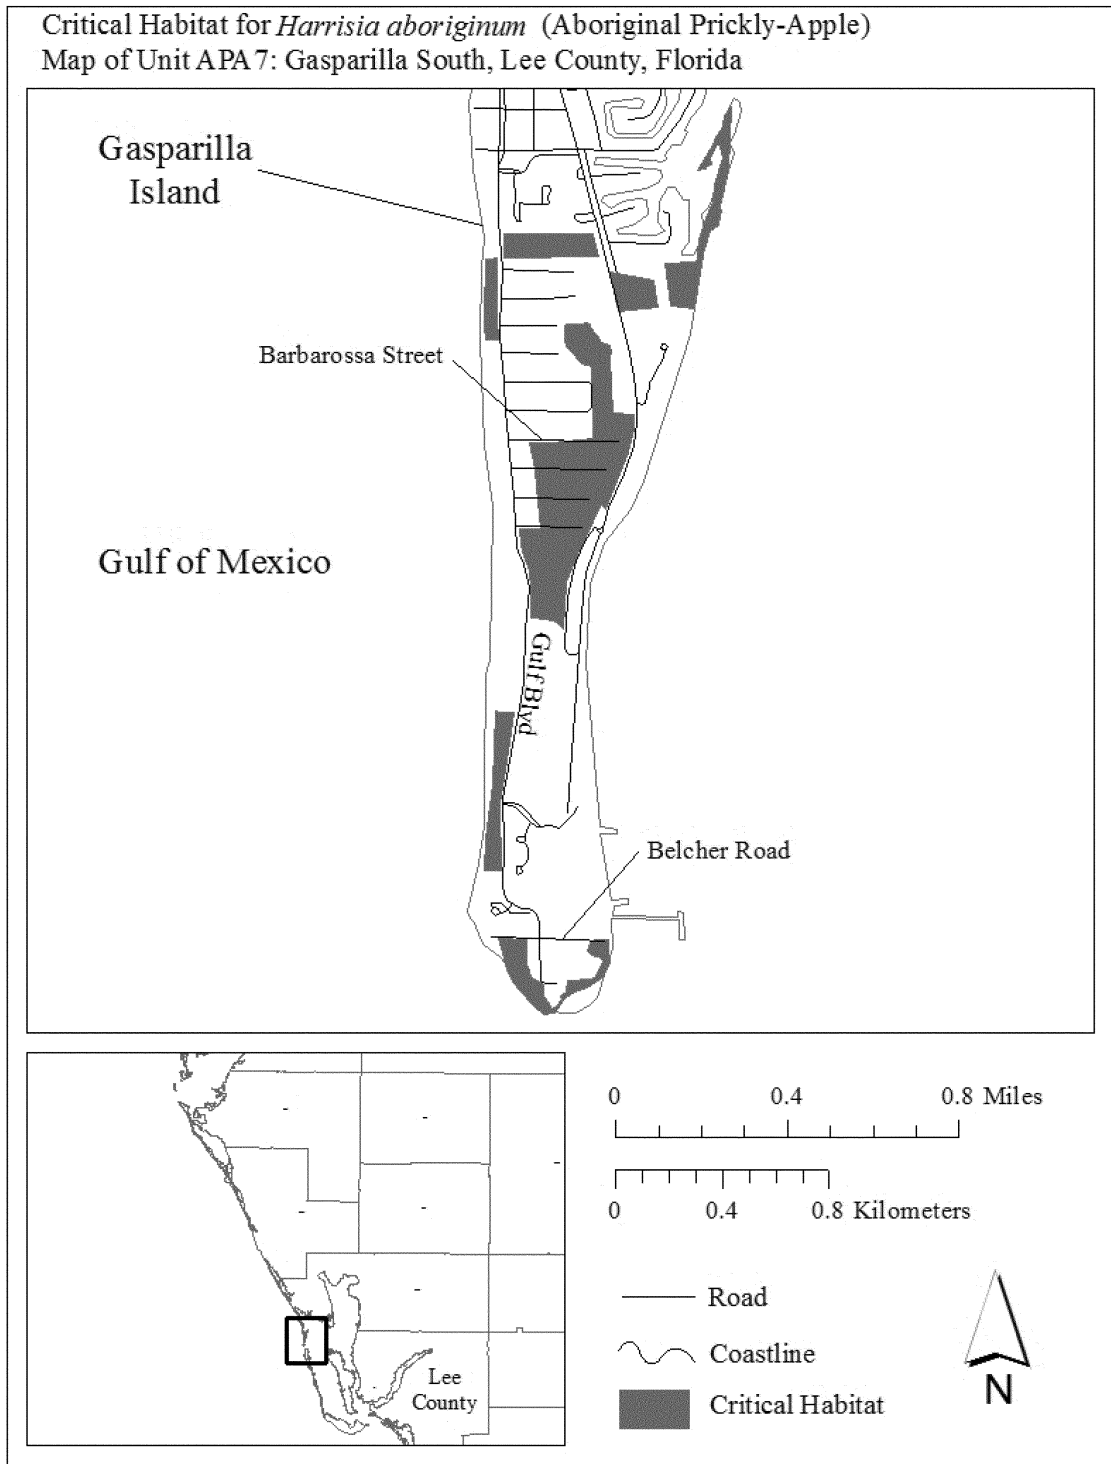 Critical Habitat for Harrisia aboriginum (Aboriginal Prickly-Apple)
Map of Unit APA7: Gasparilla South, Lee County, Florida
Gasparilla
Island
Barbarossa Street
Gulf of Mexico
Gulf Blvd
Belcher Road
Lee
County
0 0.4 0.8 Miles
0 0.4 0.8 Kilometers
Road
Coastline
Critical Habitat
N